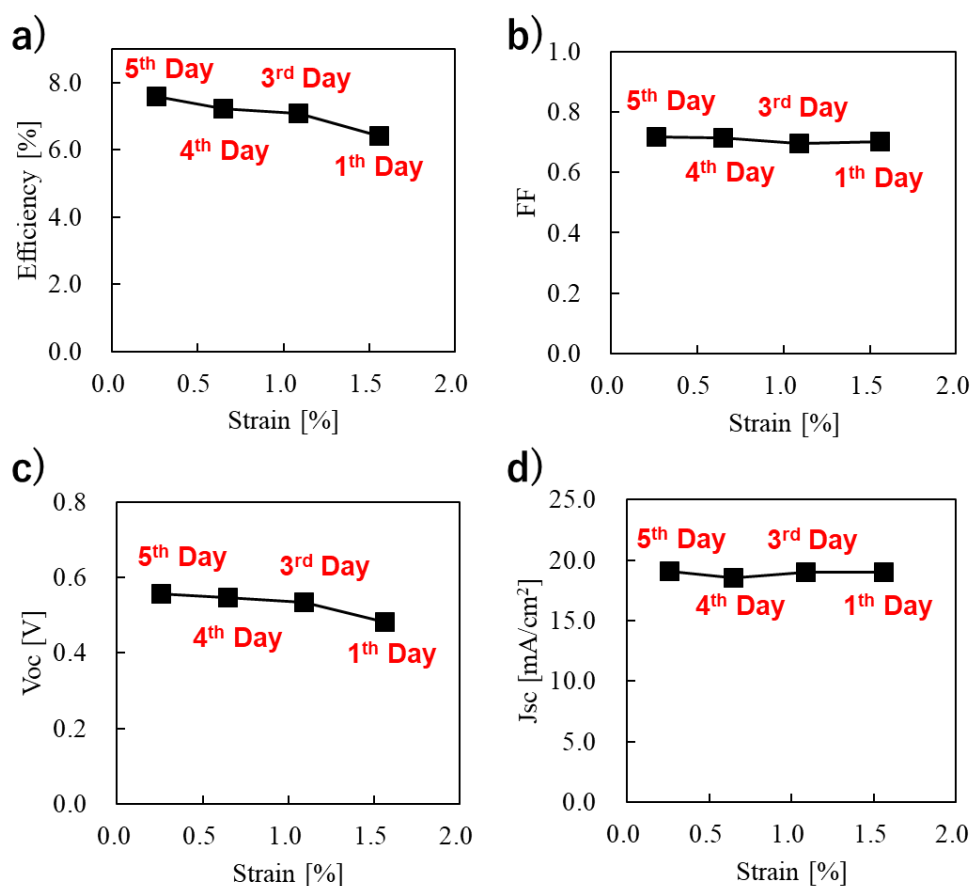 a)
8.0
6.0
4.0
2.0
0.0
Efficiency [%]
5th Day
3rd Day
4th Day
1th Day
0.0 0.5 1.0 1.5 2.0
Strain [%]
b)
1.0
0.8
0.6
0.4
0.2
0.0
FF
5th Day
3rd Day
4th Day
1th Day
0.0 0.5 1.0 1.5 2.0
Strain [%]
c)
0.8
0.6
0.4
0.2
0.0
Voc [V]
5th Day
3rd Day
4th Day
1th Day
0.0 0.5 1.0 1.5 2.0
Strain [%]
d)
25.0
20.0
15.0
10.0
5.0
0.0
Jsc [mA/cm2]
5th Day
3rd Day
4th Day
1th Day
0.0 0.5 1.0 1.5 2.0
Strain [%]